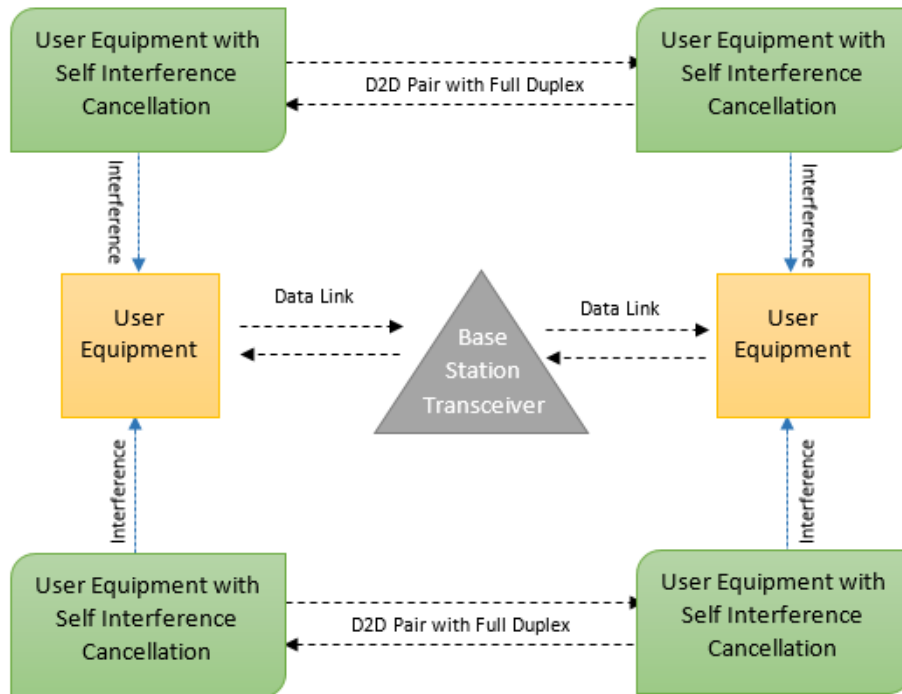 User Equipment with
Self Interference
Cancellation
D2D Pair with Full Duplex
User Equipment with
Self Interference
Cancellation
Interference
Interference
User
Equipment
Data Link
Base
Station
Transceiver
Data Link
User
Equipment
Interference
Interference
User Equipment with
Self Interference
Cancellation
D2D Pair with Full Duplex
User Equipment with
Self Interference
Cancellation